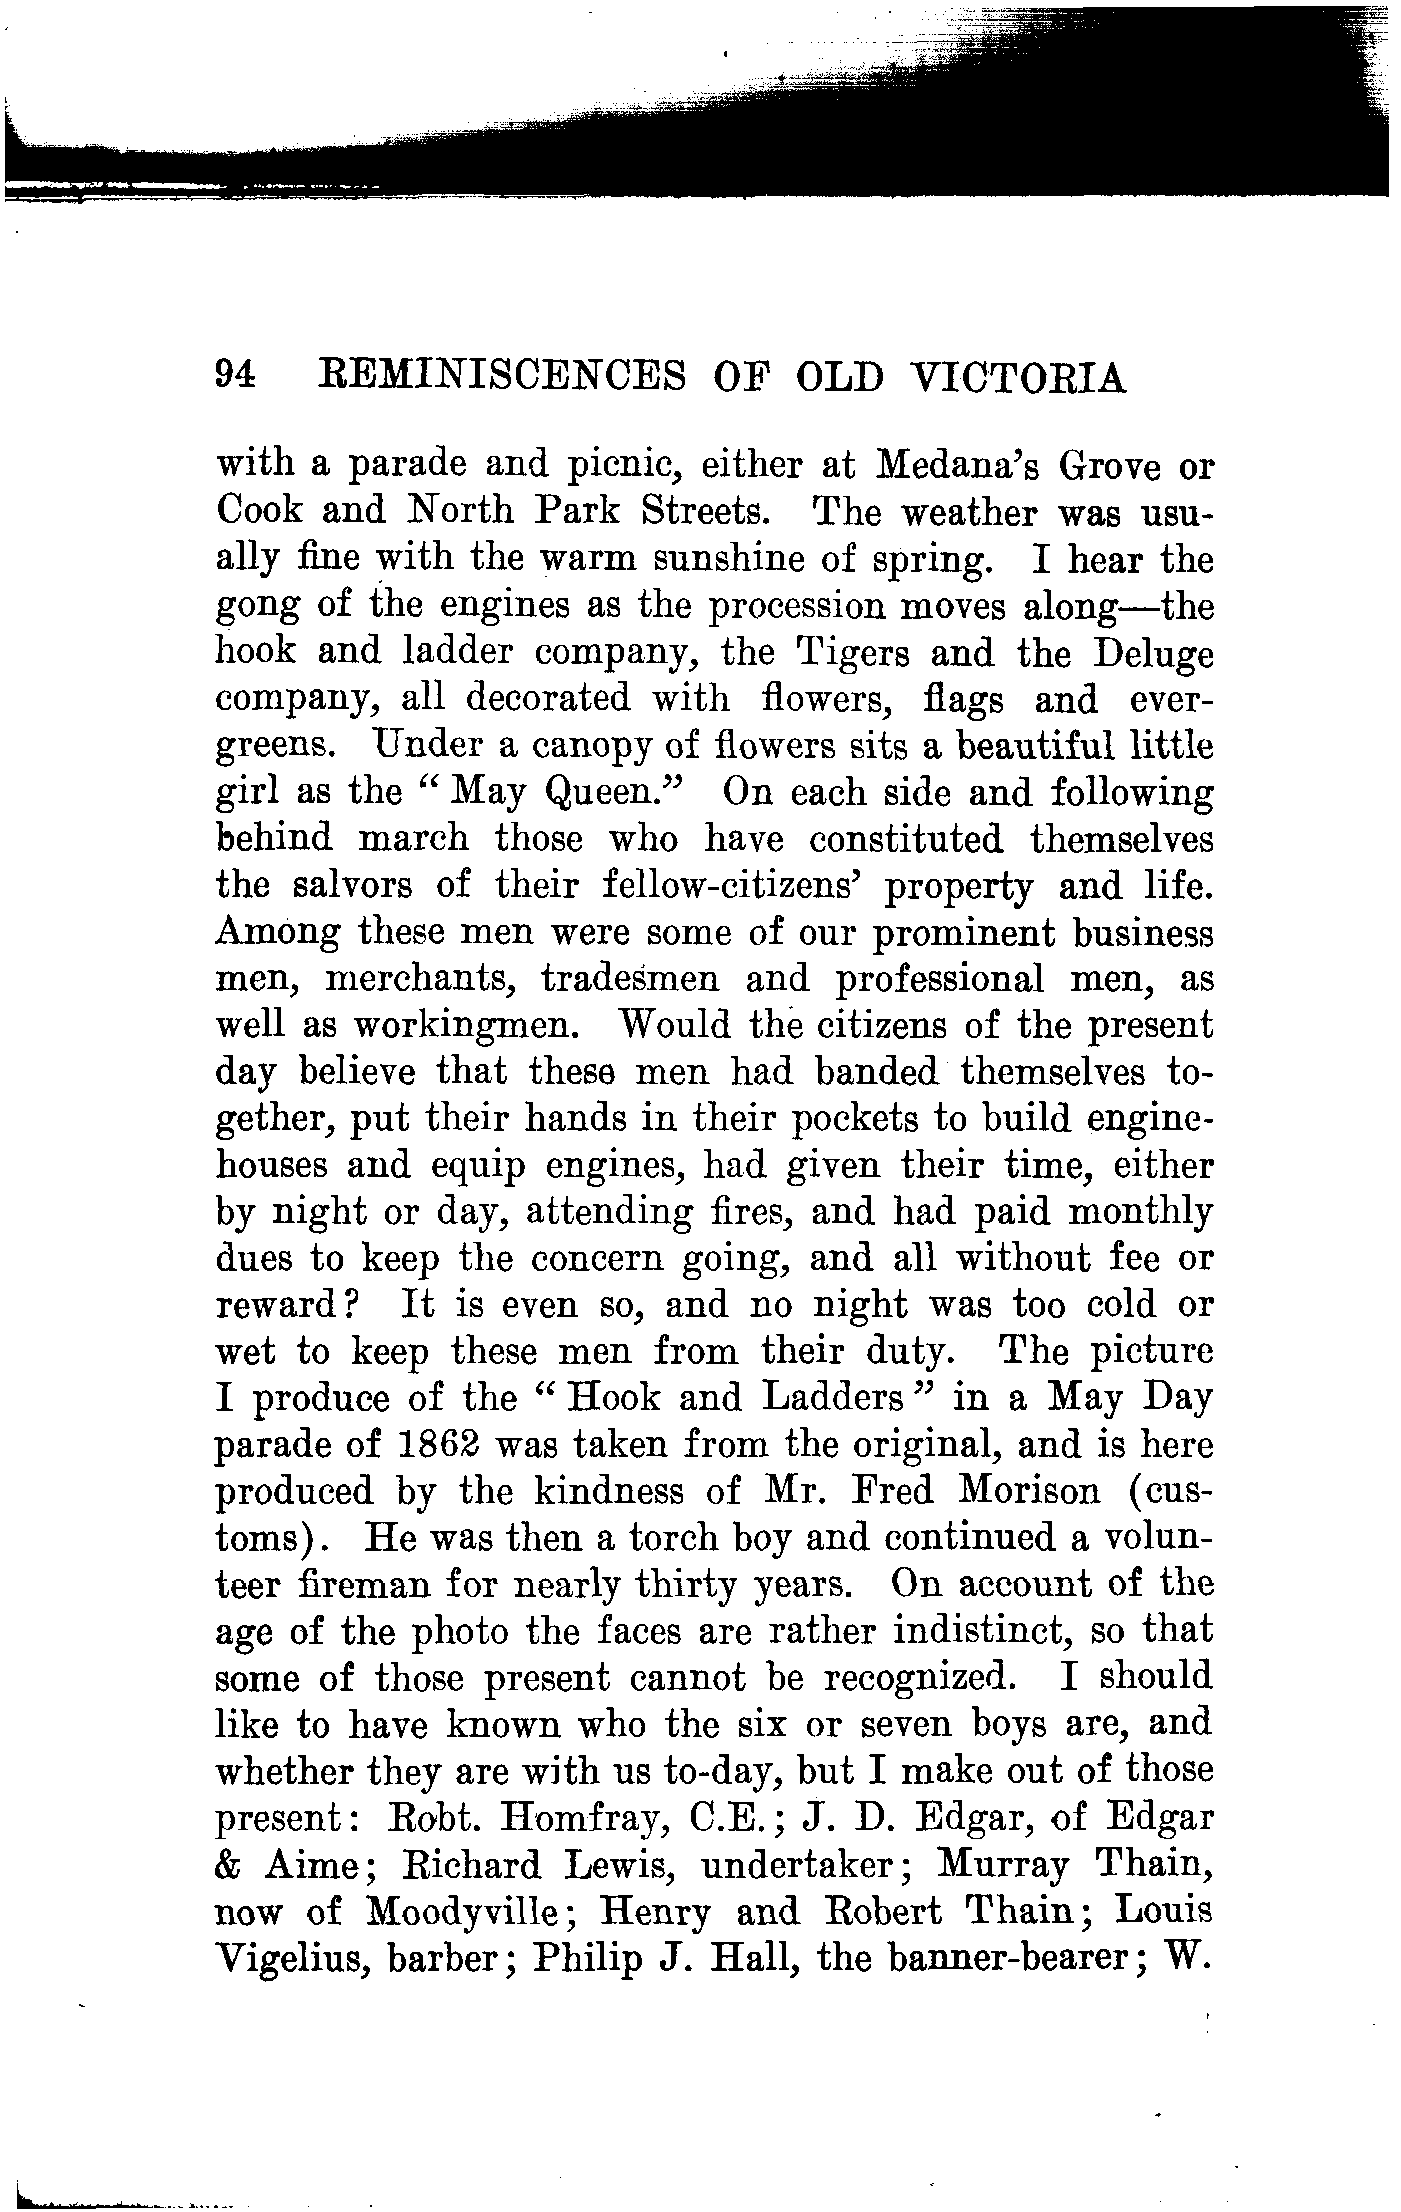 94 REMINISCENCES OF OLD VICTORIA
with a parade and picnic, either at Medana's Grove or
Cook and North Park Streets. The weather was usu-
ally fine with the warm sunshine of spring. I hear the
gong of the engines as the procession moves along—the
hook and ladder company, the Tigers and the Deluge
company, all decorated with flowers, flags and ever-
greens. Under a canopy of flowers sits a beautiful little
girl as the " May Queen." On each side and following
behind march those who have constituted themselves
the salvors of their fellow-citizens' property and life.
Among these men were some of our prominent business
men, merchants, tradesmen and professional men, as
well as workingmen. Would the citizens of the present
day believe that these men had banded themselves to-
gether, put their hands in their pockets to build engine-
houses and equip engines, had given their time, either
by night or day, attending fires, and had paid monthly
dues to keep the concern going, and all without fee or
reward? It is even so, and no night was too cold or
wet to keep these men from their duty. The picture
I produce of the " Hook and Ladders " in a May Day
parade of 1862 was taken from the original, and is here
produced by the kindness of Mr. Fred Morison (cus-
toms). He was then a torch boy and continued a volun-
teer fireman for nearly thirty years. On account of the
age of the photo the faces are rather indistinct, so that
some of those present cannot be recognized. I should
like to have known who the six or seven boys are, and
whether they are with us to-day, but I make out of those
present: Robt. Homfray, C.E.; J. D. Edgar, of Edgar
& Aime; Richard Lewis, undertaker; Murray Thain,
now of Moodyville; Henry and Robert Thain; Louis
Vigelius, barber; Philip J. Hall, the banner-bearer; W.